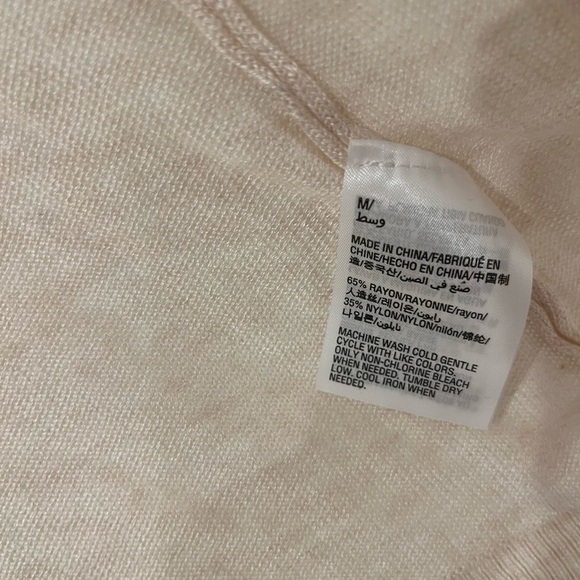 M/
وسط
MADE IN CHINA/FABRIQUÉ EN
CHINE/HECHO EN CHINA/中国制
造/중국산/صنع في الصين
65% RAYON/RAYONNE/rayon/
人造丝/레이온/رايون
35% NYLON/NYLON/nilón/锦纶/
나일론/نايلون
MACHINE WASH COLD GENTLE
CYCLE WITH LIKE COLORS.
ONLY NON-CHLORINE BLEACH
WHEN NEEDED. TUMBLE DRY
LOW. COOL IRON WHEN
NEEDED.